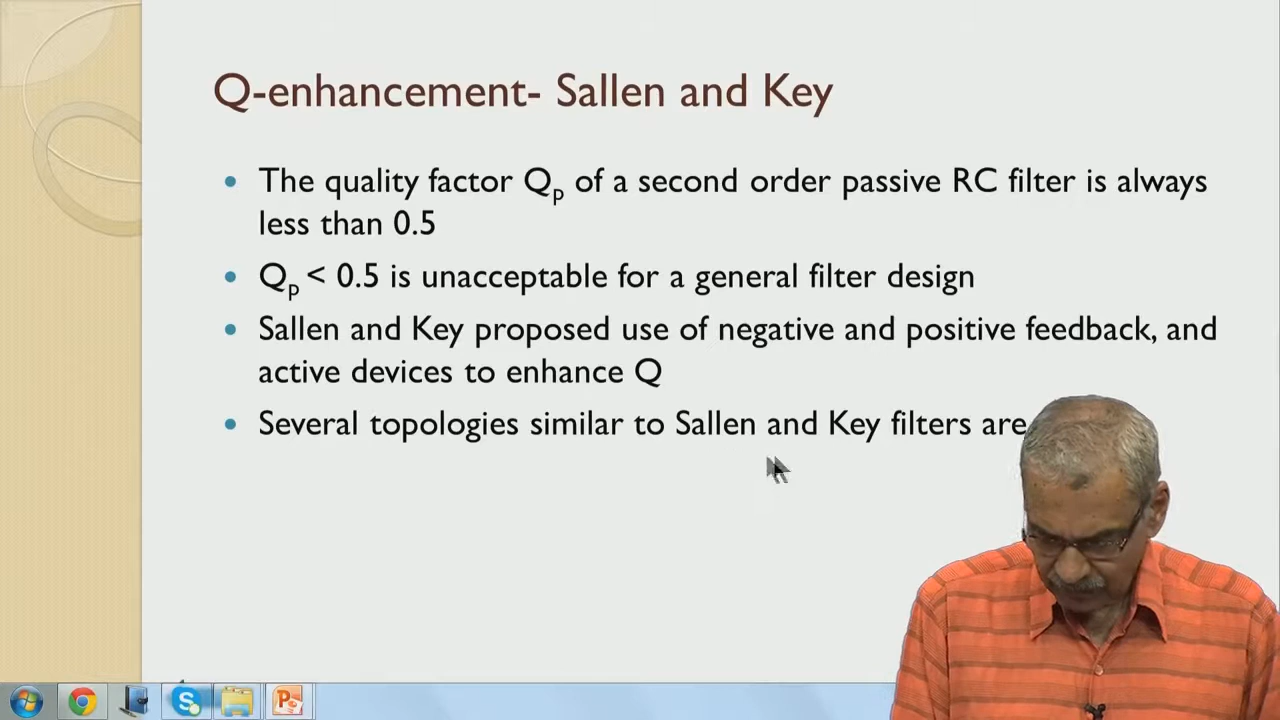 Q-enhancement- Sallen and Key
The quality factor Qp of a second order passive RC filter is always
less than 0.5
Qp < 0.5 is unacceptable for a general filter design
Sallen and Key proposed use of negative and positive feedback, and
active devices to enhance Q
Several topologies similar to Sallen and Key filters are